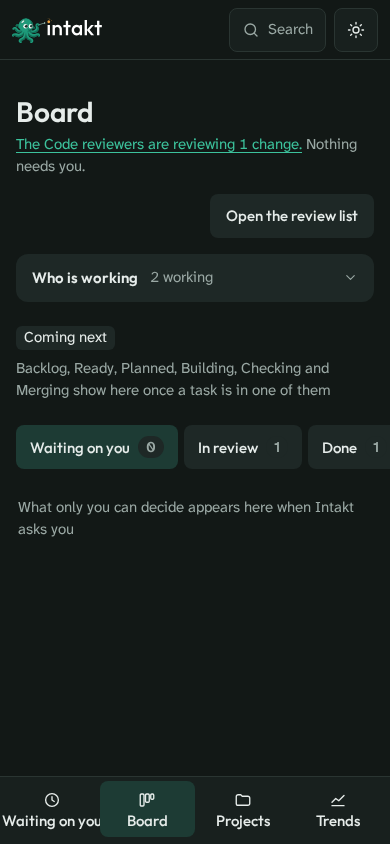 intakt
Search
Board
The Code reviewers are reviewing 1 change. Nothing
needs you.
Open the review list
Who is working 2 working
Coming next
Backlog, Ready, Planned, Building, Checking and
Merging show here once a task is in one of them
Waiting on you 0 In review 1 Done 1
What only you can decide appears here when Intakt
asks you
Waiting on you Board Projects Trends